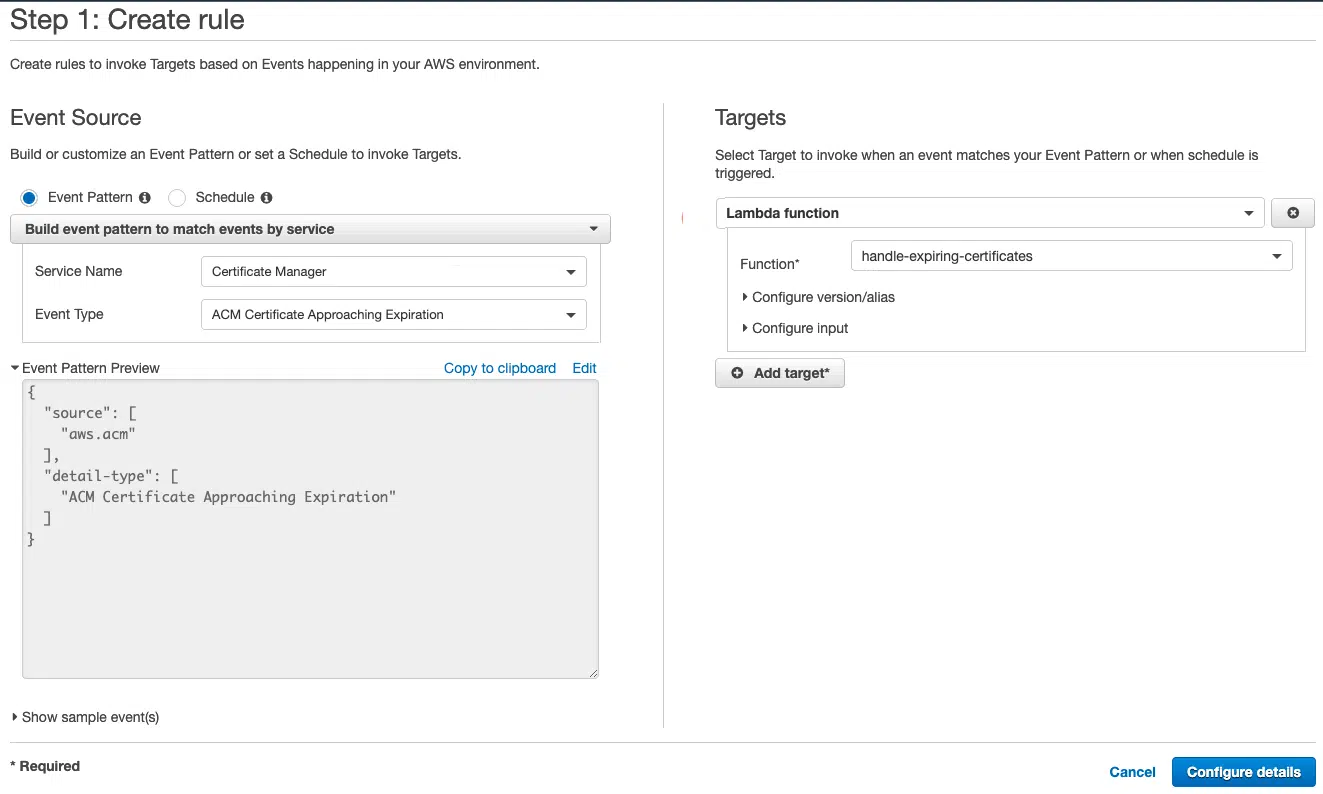 Step 1: Create rule
Create rules to invoke Targets based on Events happening in your AWS environment.
Event Source
Build or customize an Event Pattern or set a Schedule to invoke Targets.
Event Pattern
Schedule
Build event pattern to match events by service
Service Name
Certificate Manager
Event Type
ACM Certificate Approaching Expiration
Event Pattern Preview
Copy to clipboard
Edit
{
  "source": [
    "aws.acm"
  ],
  "detail-type": [
    "ACM Certificate Approaching Expiration"
  ]
}
Show sample event(s)
Targets
Select Target to invoke when an event matches your Event Pattern or when schedule is
triggered.
Lambda function
Function*
handle-expiring-certificates
Configure version/alias
Configure input
Add target*
* Required
Cancel
Configure details